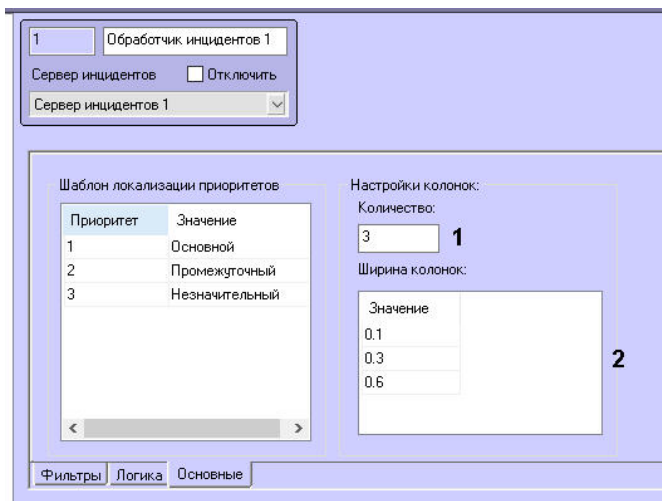 1 Обработчик инцидентов 1
Сервер инцидентов Отключить
Сервер инцидентов 1
Шаблон локализации приоритетов
Приоритет Значение
1 Основной
2 Промежуточный
3 Незначительный
Настройки колонок:
Количество:
3 1
Ширина колонок:
Значение
0.1
0.3
0.6
2
Фильтры Логика Основные